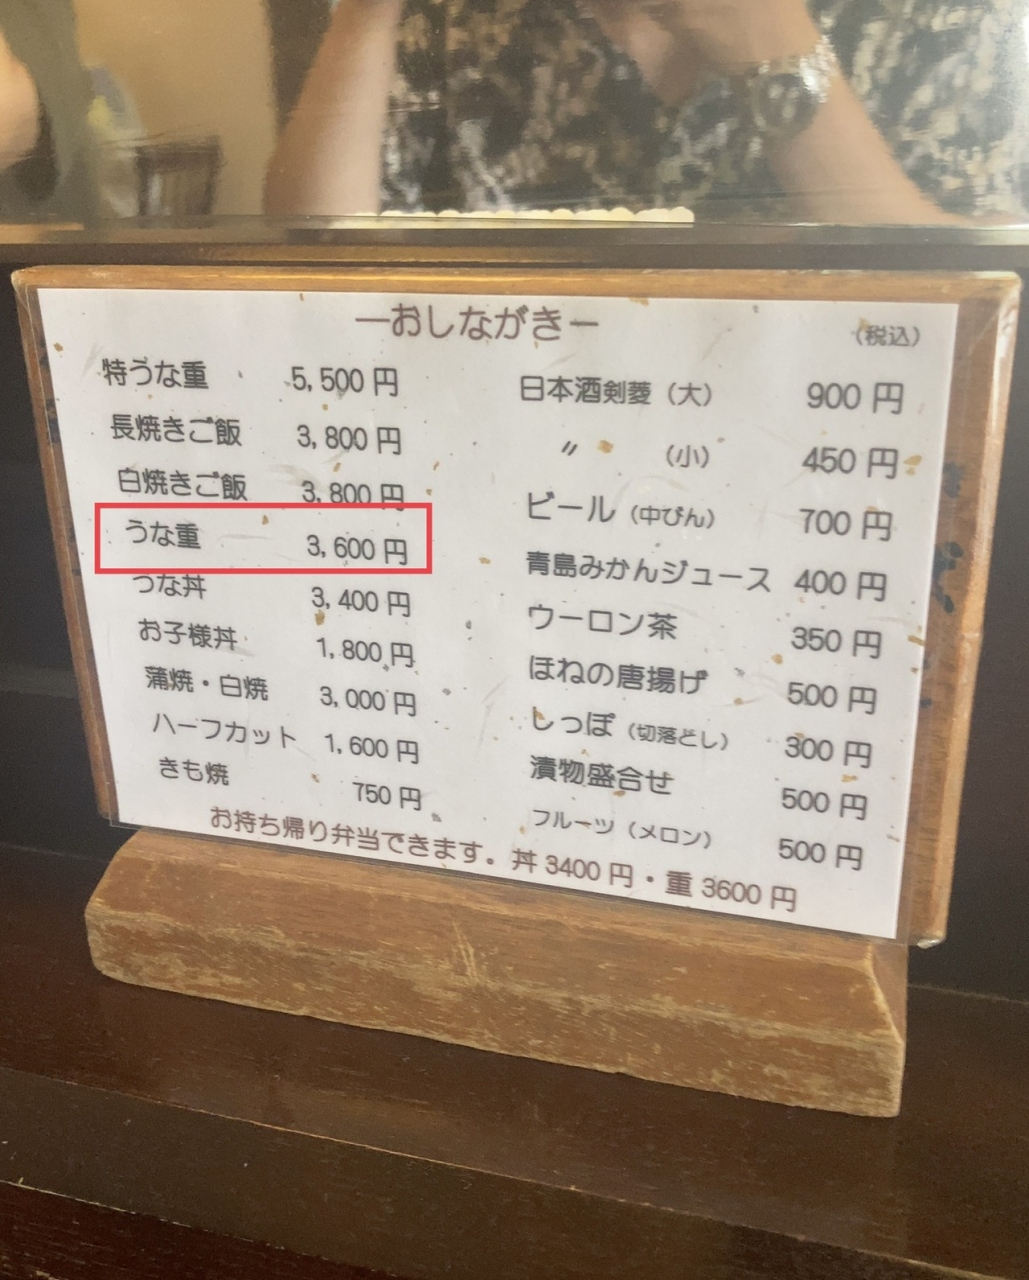 ーおしながきー
(税込)
特うな重 5,500円
長焼きご飯 3,800円
白焼きご飯 3,800円
うな重 3,600円
うな丼 3,400円
お子様丼 1,800円
蒲焼・白焼 3,000円
ハーフカット 1,600円
きも焼 750円
日本酒剣菱(大) 900円
〃 (小) 450円
ビール(中びん) 700円
青島みかんジュース 400円
ウーロン茶 350円
ほねの唐揚げ 500円
しっぽ(切落とし) 300円
漬物盛合せ 500円
フルーツ(メロン) 500円
お持ち帰り弁当できます。丼3400円・重3600円